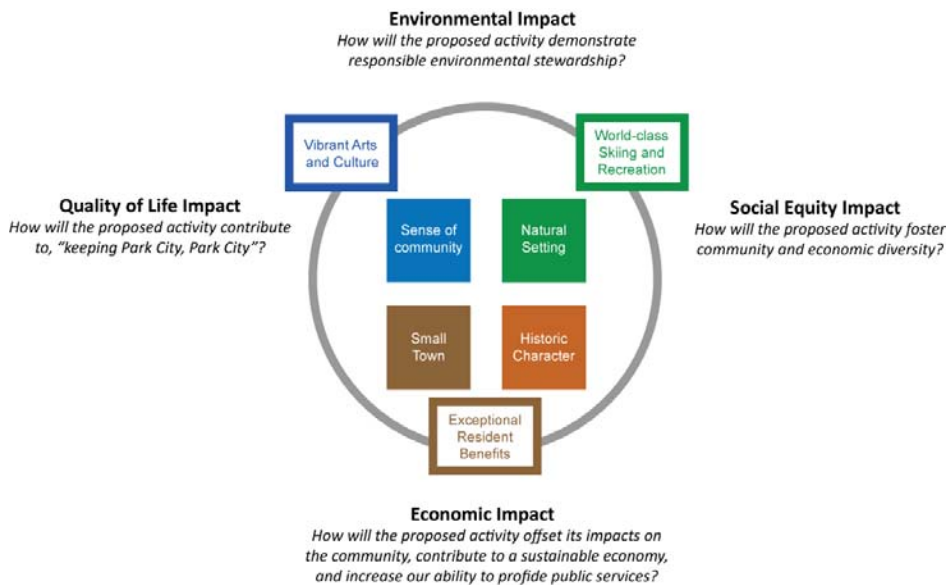 Environmental Impact
How will the proposed activity demonstrate
responsible environmental stewardship?
Vibrant Arts
and Culture
World-class
Skiing and
Recreation
Quality of Life Impact
How will the proposed activity contribute
to, “keeping Park City, Park City”?
Social Equity Impact
How will the proposed activity foster
community and economic diversity?
Sense of
community
Natural
Setting
Small
Town
Historic
Character
Exceptional
Resident
Benefits
Economic Impact
How will the proposed activity offset its impacts on
the community, contribute to a sustainable economy,
and increase our ability to profide public services?